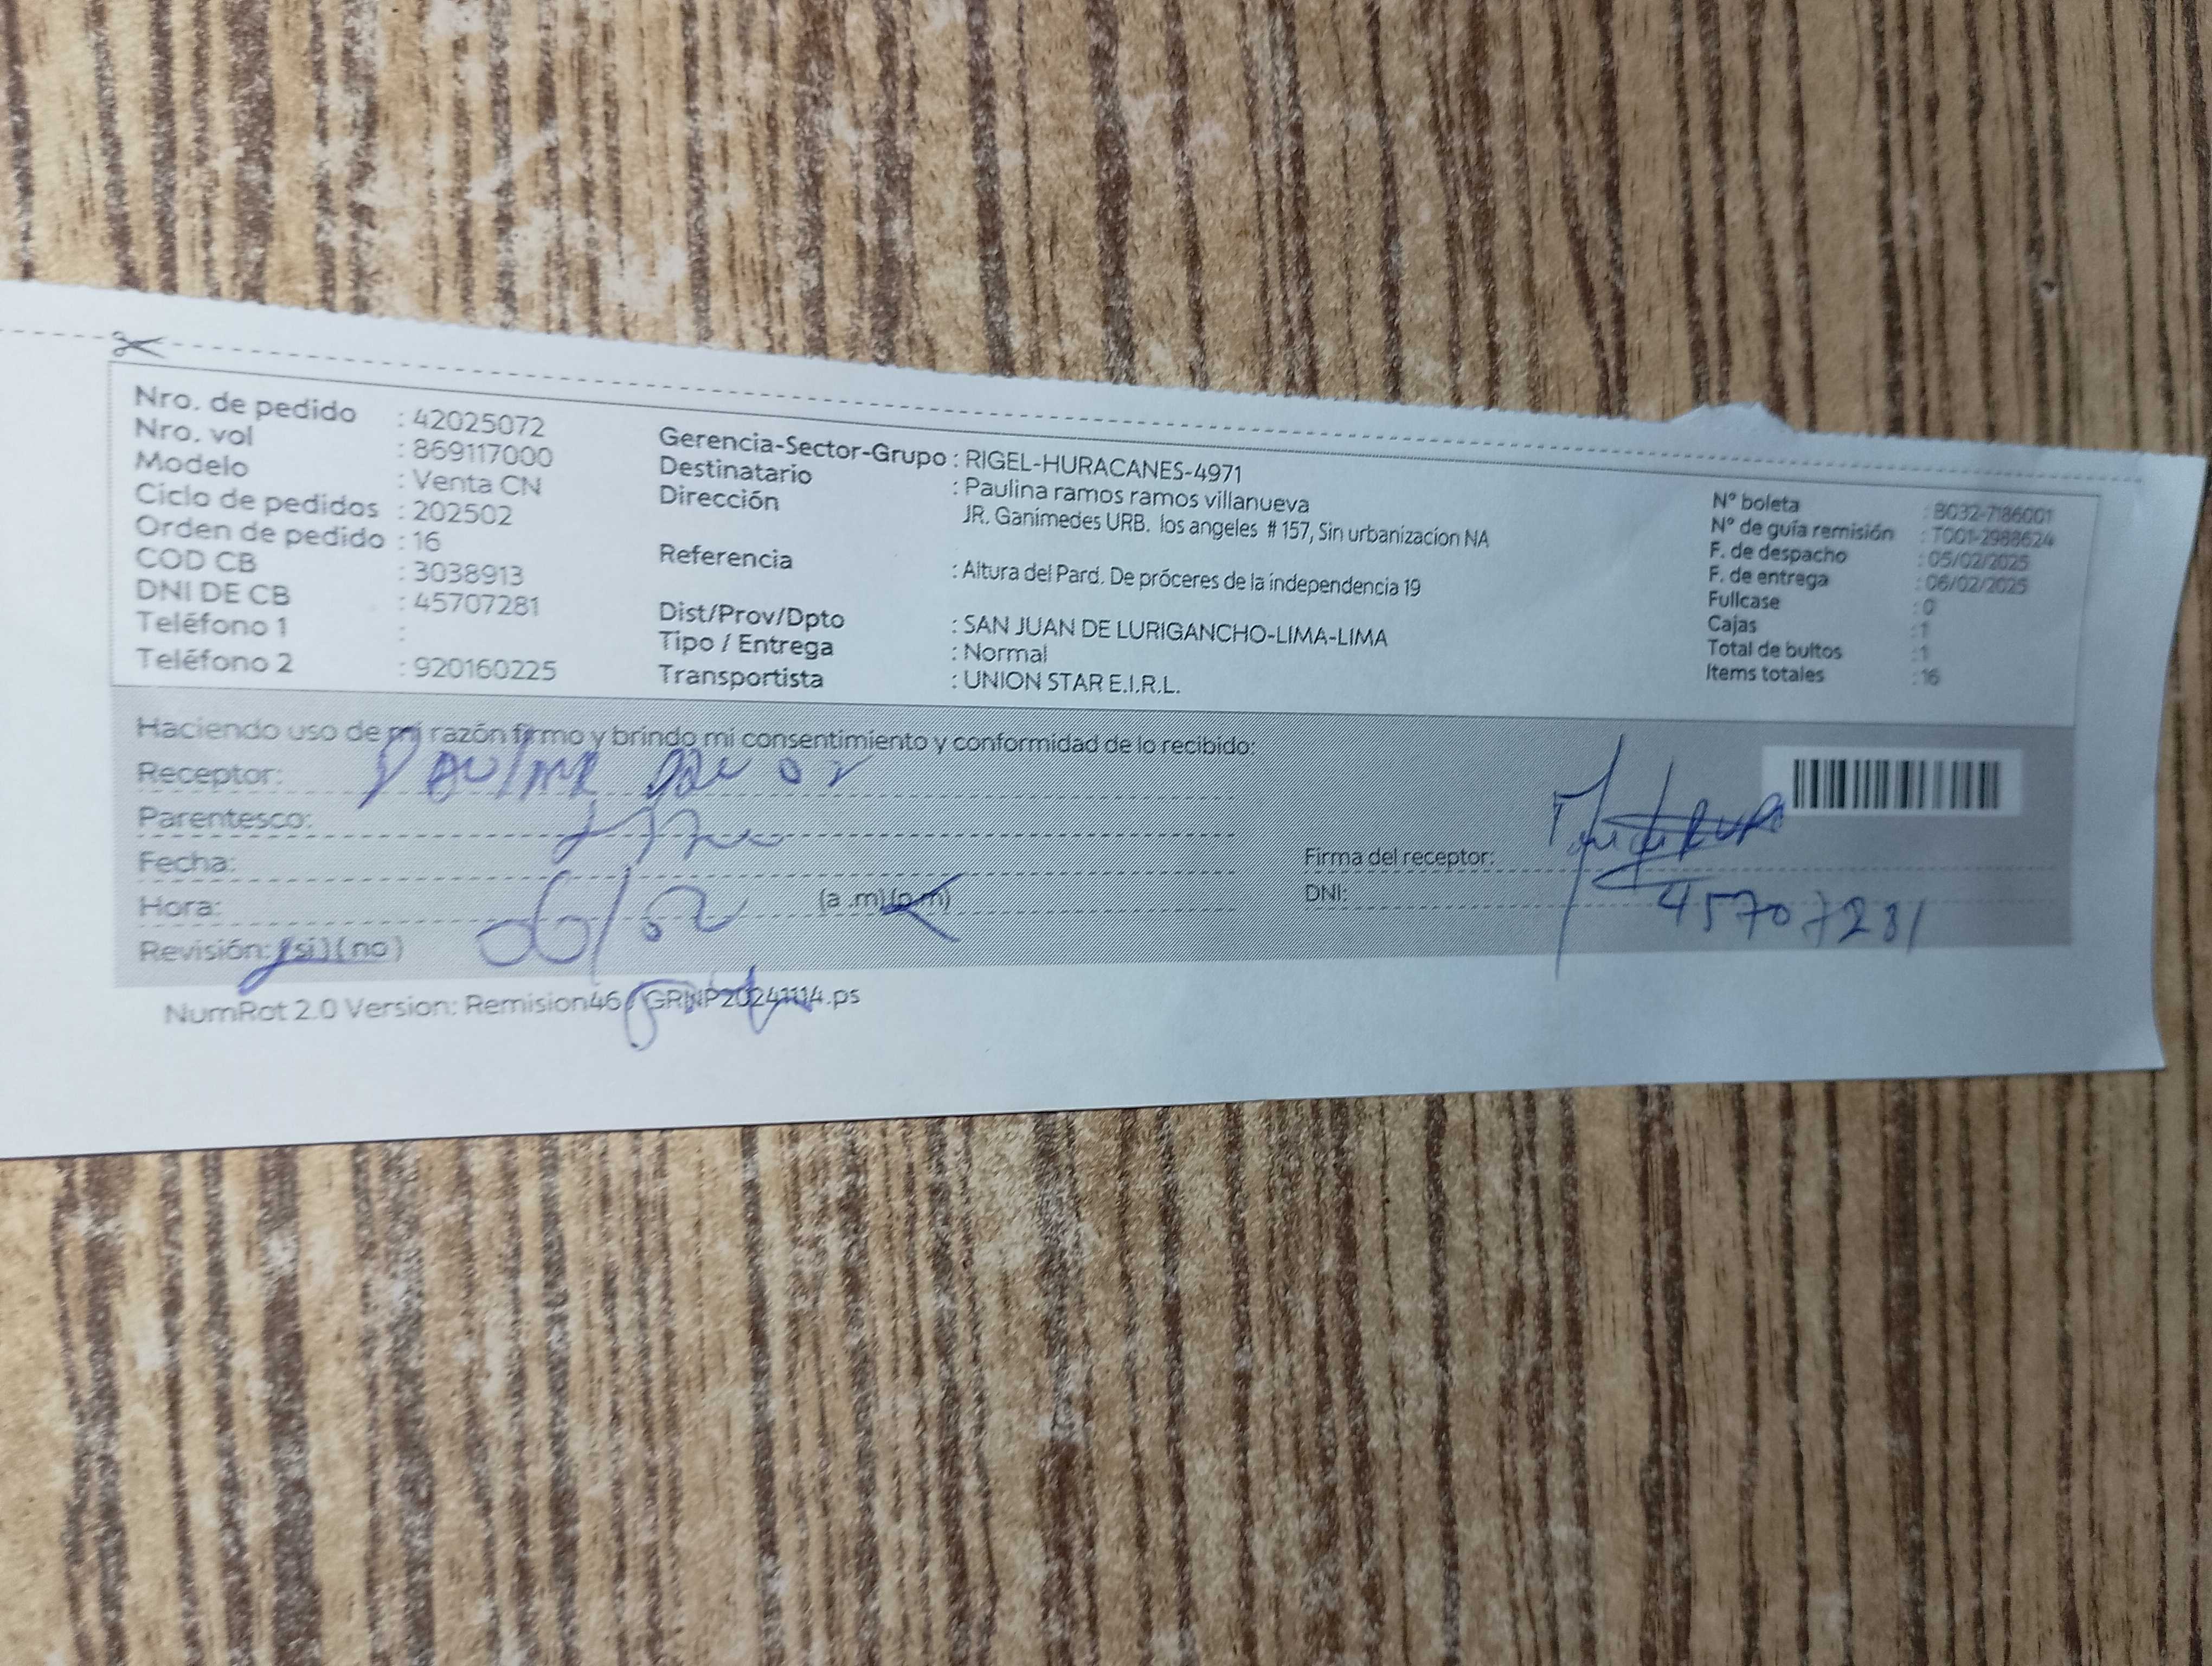 Nro. de pedido : 42025072
Nro. vol : 869117000
Modelo : Venta CN
Ciclo de pedidos : 202502
Orden de pedido : 16
COD CB : 3038913
DNI DE CB : 45707281
Teléfono 1 :
Teléfono 2 : 920160225
Gerencia-Sector-Grupo : RIGEL-HURACANES-4971
Destinatario : Paulina ramos ramos villanueva
Dirección JR. Ganimedes URB. los angeles # 157, Sin urbanizacion NA
Referencia : Altura del Pard. De próceres de la independencia 19
Dist/Prov/Dpto : SAN JUAN DE LURIGANCHO-LIMA-LIMA
Tipo / Entrega : Normal
Transportista : UNION STAR E.I.R.L.
N° boleta : B032-7186001
N° de guía remisión : T001-2988624
F. de despacho : 05/02/2025
F. de entrega : 06/02/2025
Fullcase : 0
Cajas : 1
Total de bultos : 1
Items totales : 16
Haciendo uso de mi razón firmo y brindo mi consentimiento y conformidad de lo recibido:
Receptor:
Parentesco:
Fecha:
Hora: 06/02 (a .m)(p.m)
Revisión: (si) (no)
Firma del receptor:
DNI: 45707281
NumRot 2.0 Version: Remision46 GRINP20241114.ps